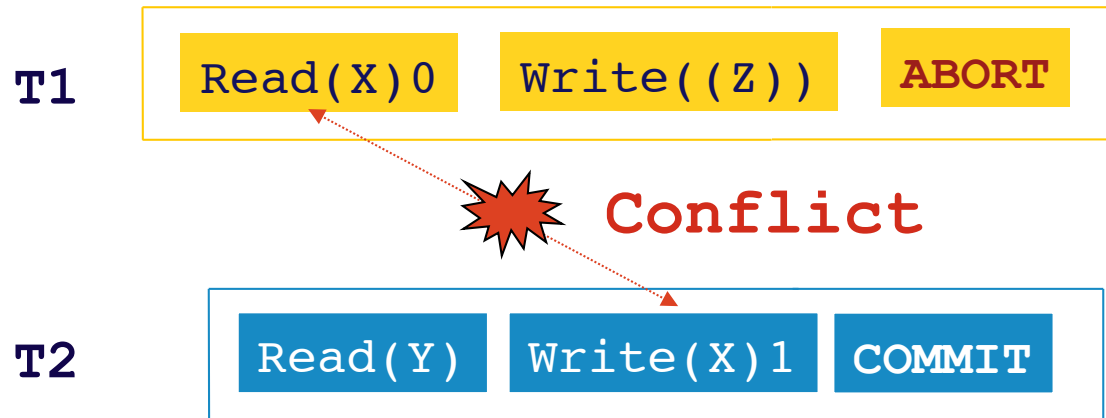 T1 Read(X)0 Write((Z)) ABORT
Conflict
T2 Read(Y) Write(X)1 COMMIT